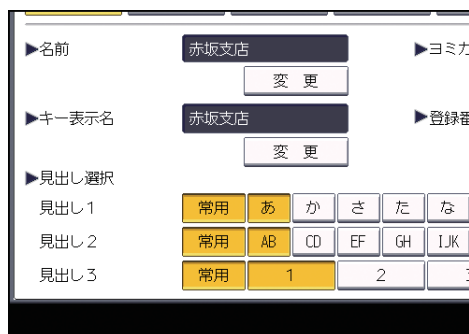 ▶名前 赤坂支店 ▶ヨミガ
変 更
▶キー表示名 赤坂支店 ▶登録番
変 更
▶見出し選択
見出し1 常用 あ か さ た な
見出し2 常用 AB CD EF GH IJK
見出し3 常用 1 2